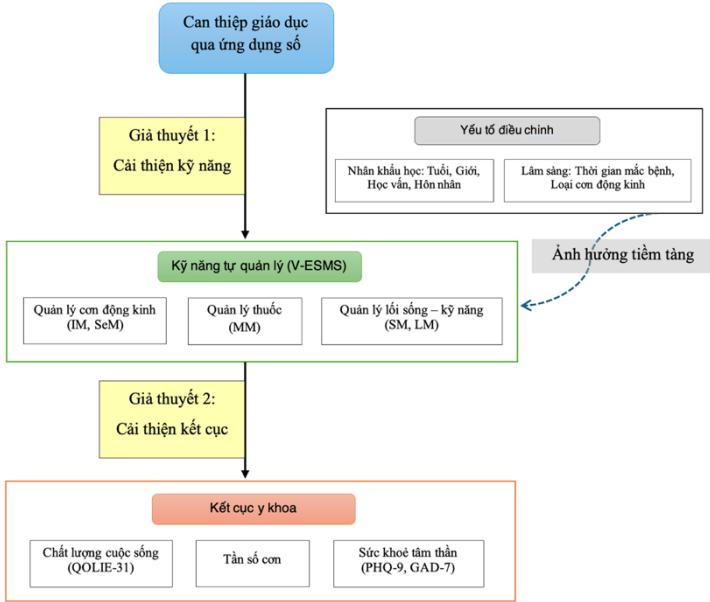 Can thiệp giáo dục
qua ứng dụng số
Giả thuyết 1:
Cải thiện kỹ năng
Yếu tố điều chỉnh
Nhân khẩu học: Tuổi, Giới,
Học vấn, Hôn nhân
Lâm sàng: Thời gian mắc bệnh,
Loại cơn động kinh
Ảnh hưởng tiềm tàng
Kỹ năng tự quản lý (V-ESMS)
Quản lý cơn động kinh
(IM, SeM)
Quản lý thuốc
(MM)
Quản lý lối sống – kỹ năng
(SM, LM)
Giả thuyết 2:
Cải thiện kết cục
Kết cục y khoa
Chất lượng cuộc sống
(QOLIE-31)
Tần số cơn
Sức khoẻ tâm thần
(PHQ-9, GAD-7)